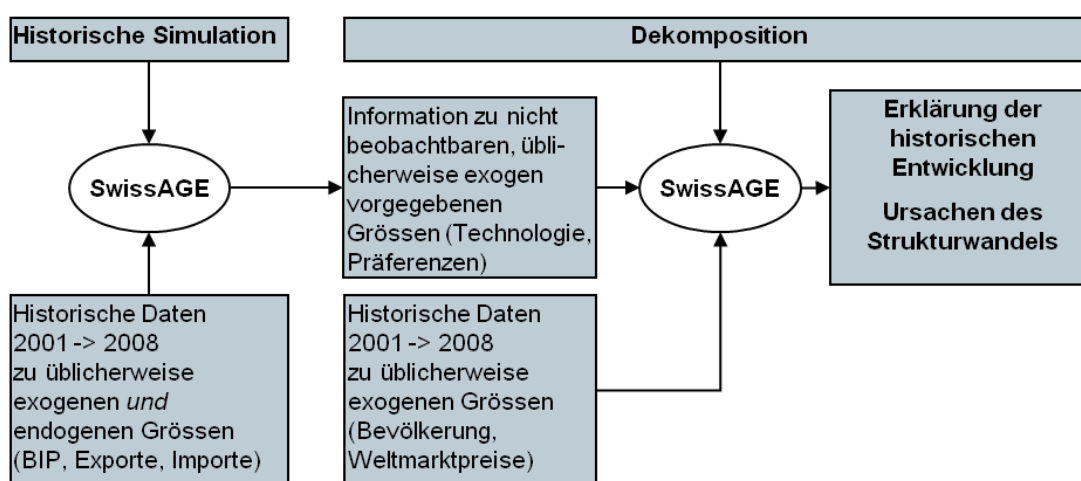 Historische Simulation
Dekomposition
SwissAGE
Information zu nicht
beobachtbaren, übli-
cherweise exogen
vorgegebenen
Grössen (Technologie,
Präferenzen)
SwissAGE
Erklärung der
historischen
Entwicklung
Ursachen des
Strukturwandels
Historische Daten
2001 -> 2008
zu üblicherweise
exogenen und
endogenen Grössen
(BIP, Exporte, Importe)
Historische Daten
2001 -> 2008
zu üblicherweise
exogenen Grössen
(Bevölkerung,
Weltmarktpreise)